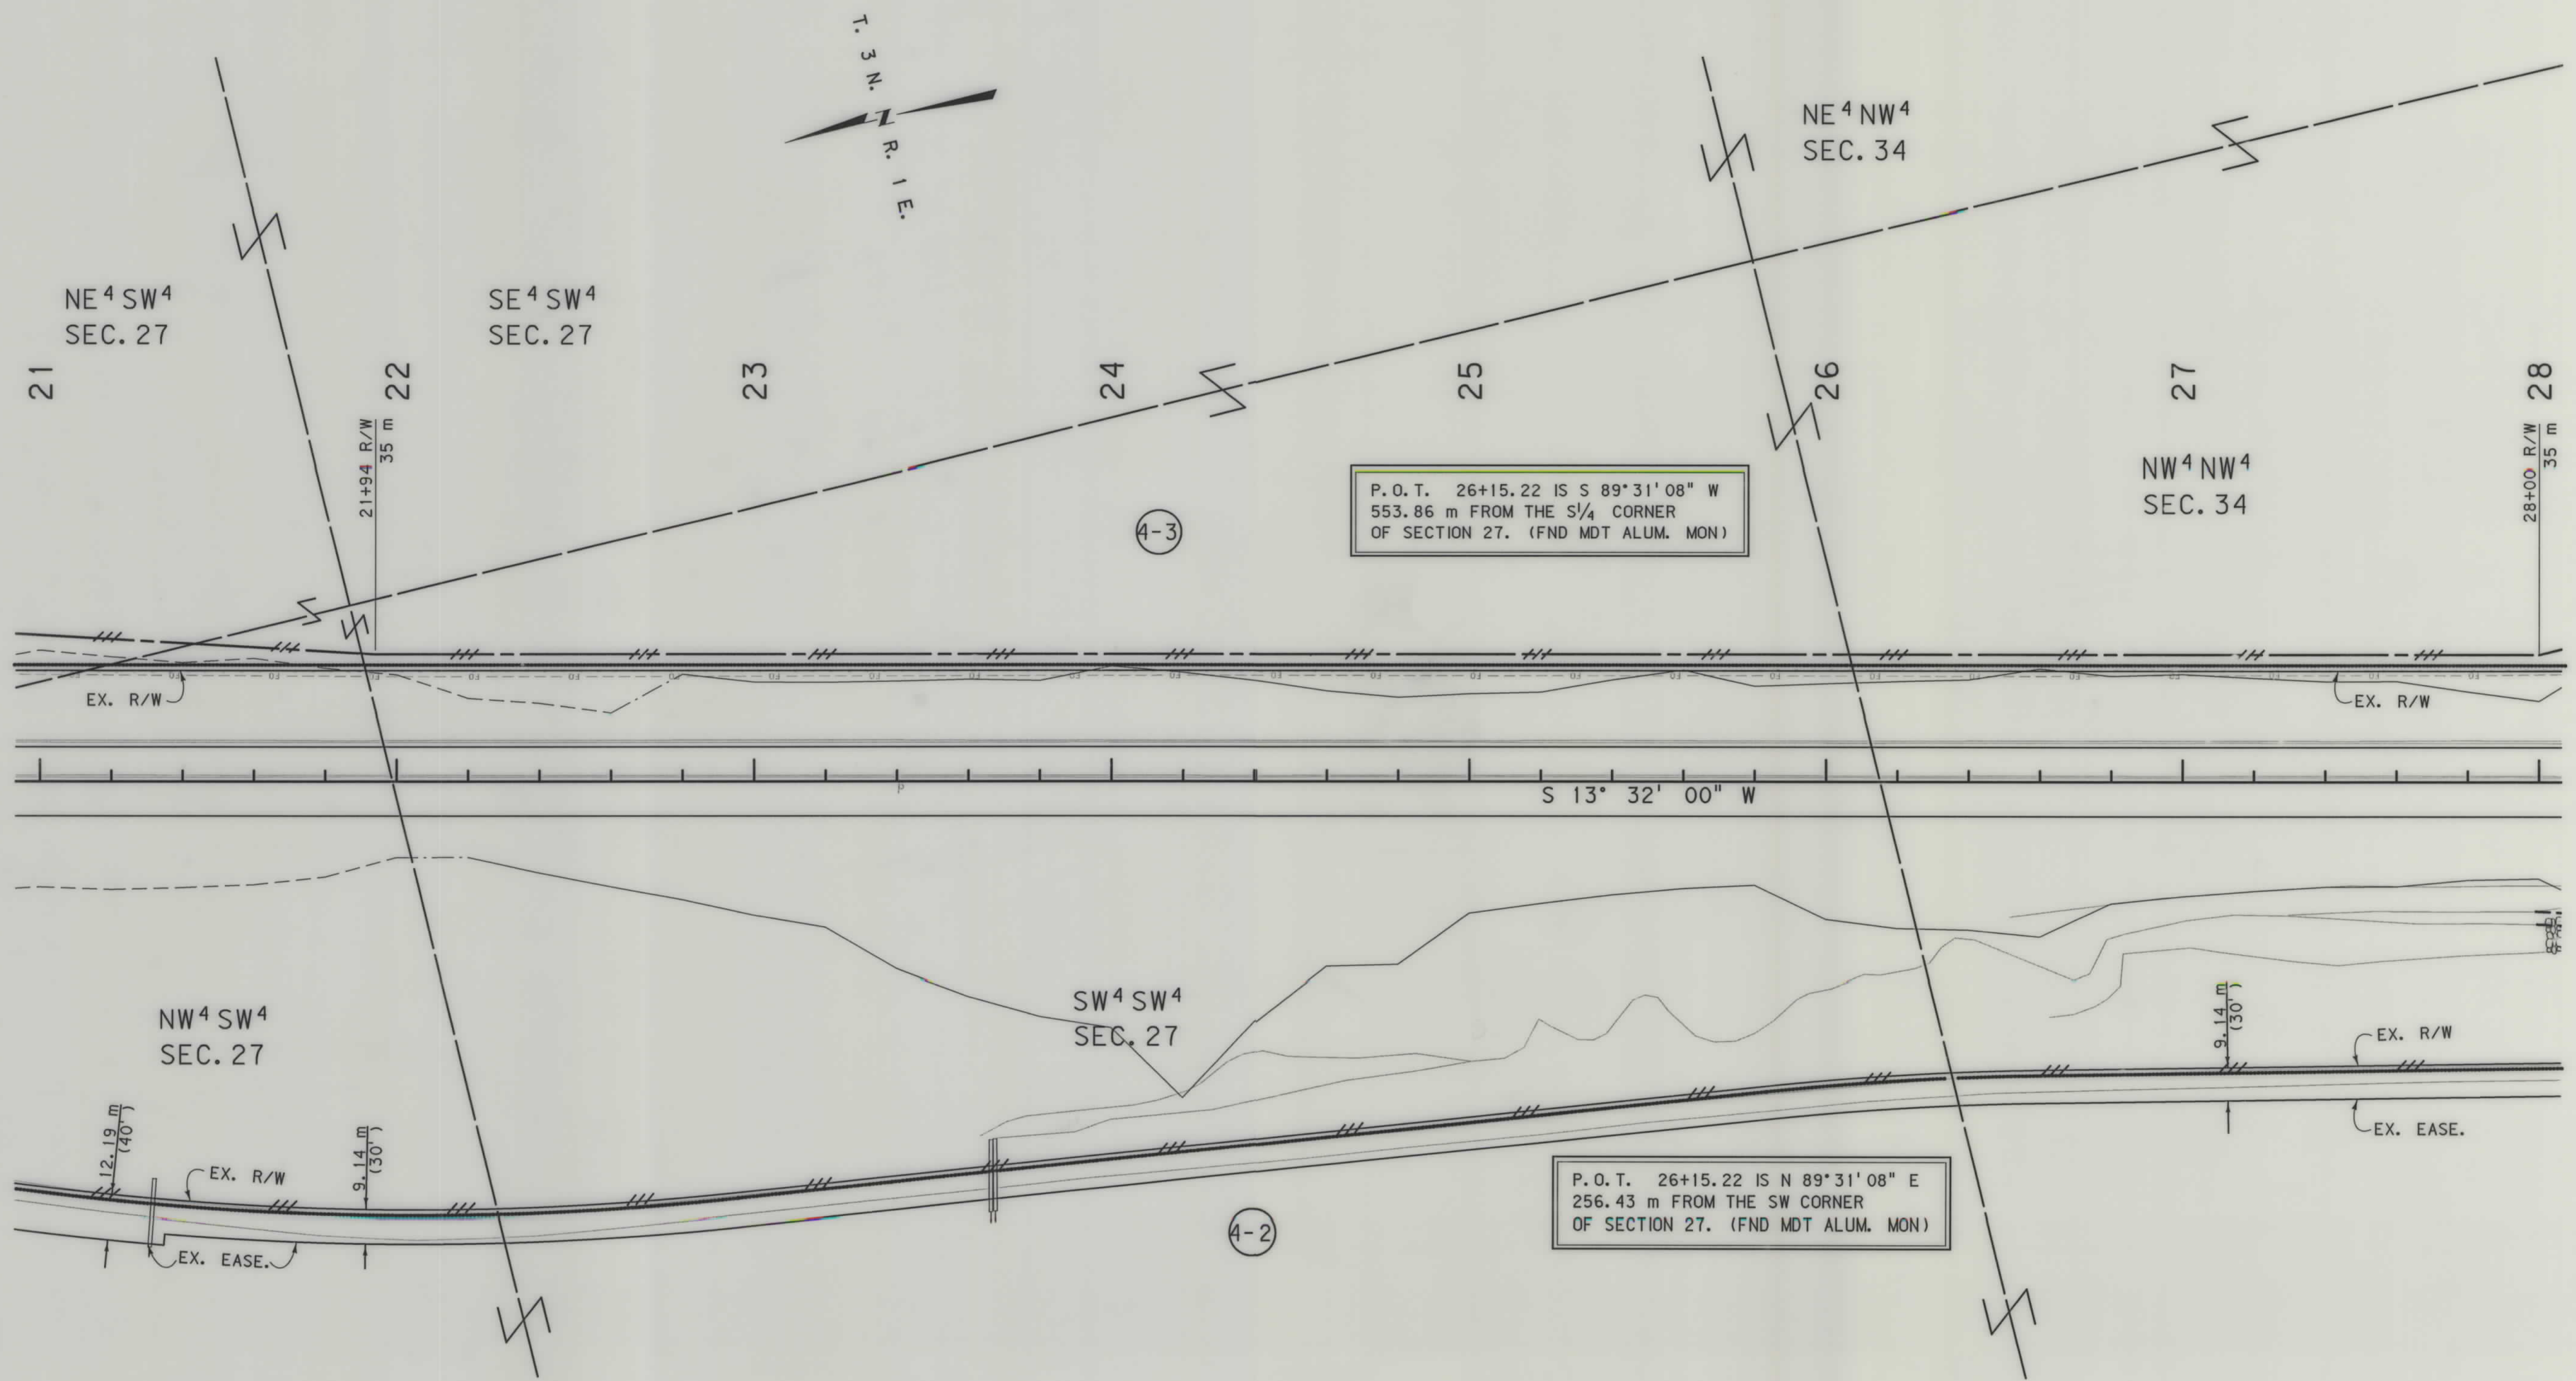 T. 3 N.
R. 1 E.
NE⁴ NW⁴
SEC. 34
NE⁴ SW⁴
SEC. 27
SE⁴ SW⁴
SEC. 27
21
22
23
24
25
26
27
28
21+94 R/W
35 m
28+00 R/W
35 m
NW⁴ NW⁴
SEC. 34
4-3
P.O.T. 26+15.22 IS S 89°31'08" W
553.86 m FROM THE S¼ CORNER
OF SECTION 27. (FND MDT ALUM. MON)
EX. R/W
EX. R/W
S 13° 32' 00" W
NW⁴ SW⁴
SEC. 27
SW⁴ SW⁴
SEC. 27
9.14 m
(30')
EX. R/W
EX. EASE.
12.19 m
(40')
EX. R/W
9.14 m
(30')
EX. EASE.
4-2
P.O.T. 26+15.22 IS N 89°31'08" E
256.43 m FROM THE SW CORNER
OF SECTION 27. (FND MDT ALUM. MON)